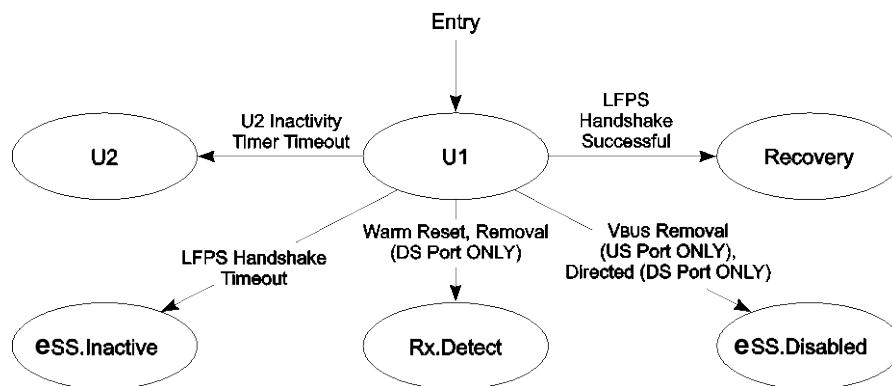 Entry
U2 Inactivity
Timer Timeout
LFPS
Handshake
Successful
U2
U1
Recovery
LFPS Handshake
Timeout
Warm Reset, Removal
(DS Port ONLY)
VBUS Removal
(US Port ONLY),
Directed (DS Port ONLY)
eSS.Inactive
Rx.Detect
eSS.Disabled